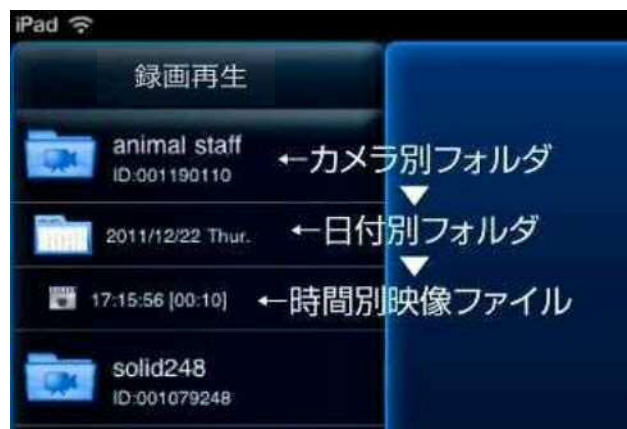 iPad
録画再生
animal staff
ID:001190110
←カメラ別フォルダ
▼
2011/12/22 Thur.
←日付別フォルダ
▼
17:15:56 [00:10]
←時間別映像ファイル
solid248
ID:001079248